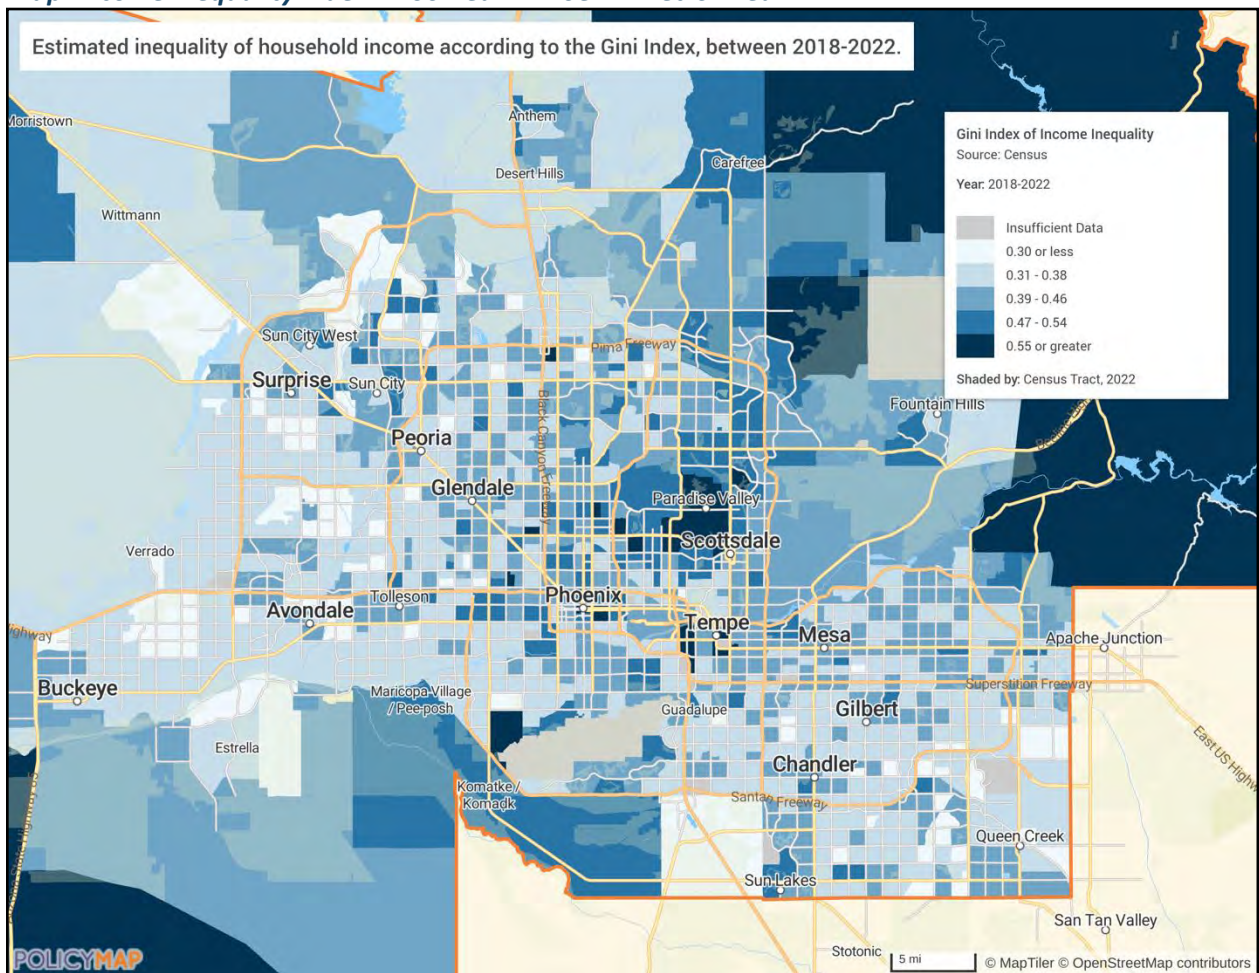 Estimated inequality of household income according to the Gini Index, between 2018-2022.
Morristown
Anthem
Carefree
Desert Hills
Wittmann
Gini Index of Income Inequality
Source: Census
Year: 2018-2022
Insufficient Data
0.30 or less
0.31 - 0.38
0.39 - 0.46
0.47 - 0.54
0.55 or greater
Shaded by: Census Tract, 2022
Sun City West
Pima Freeway
Surprise
Sun City
Fountain Hills
Peoria
Black Canyon Freeway
Glendale
Paradise Valley
Scottsdale
Verrado
Avondale
Tolleson
Phoenix
Tempe
Mesa
Apache Junction
Highway
Buckeye
Maricopa Village
/ Pee-posh
Guadalupe
Superstition Freeway
Gilbert
Estrella
East US Highway
Chandler
Komatke /
Komadk
Santan Freeway
Queen Creek
Sun Lakes
San Tan Valley
Stotonic
POLICYMAP
5 mi
© MapTiler © OpenStreetMap contributors